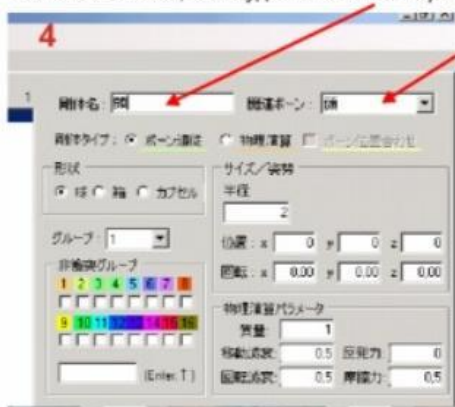 4
1
剛体名: 頭 関連ボーン: 頭
剛体タイプ: ボーン追従 物理演算 ボーン位置合わせ
形状 サイズ/姿勢
球 箱 カプセル 半径
2
グループ: 1 位置: x 0 y 0 z 0
非衝突グループ 回転: x 0.00 y 0.00 z 0.00
1 2 3 4 5 6 7 8
物理演算パラメータ
9 10 11 12 13 14 15 16 質量: 1
移動減衰: 0.5 反発力: 0
(Enter:↑) 回転減衰: 0.5 摩擦力: 0.5